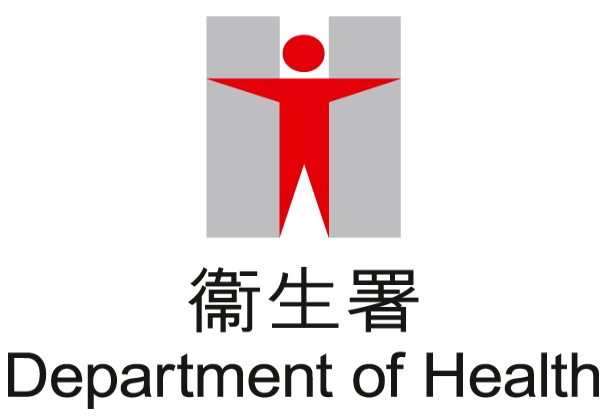 衞生署
Department of Health